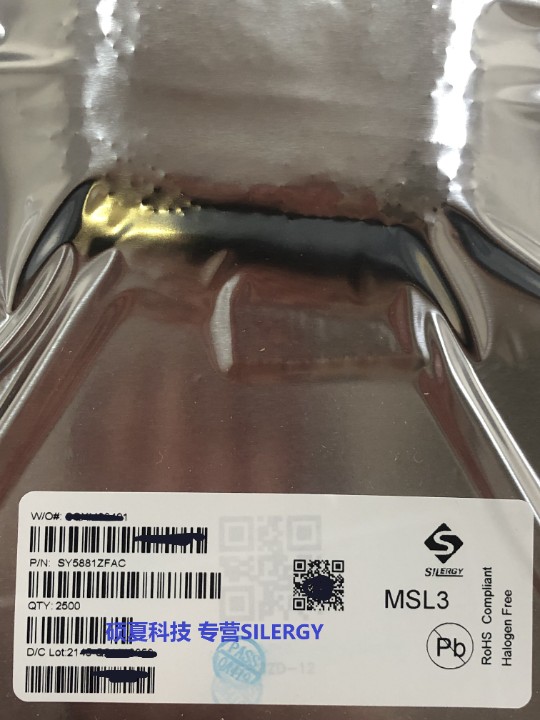 W/O#:
P/N: SY5881ZFAC
QTY: 2500
硕夏科技 专营SILERGY
D/C Lot:
SILERGY
MSL3
Pb
RoHS Compliant
Halogen Free
PASS